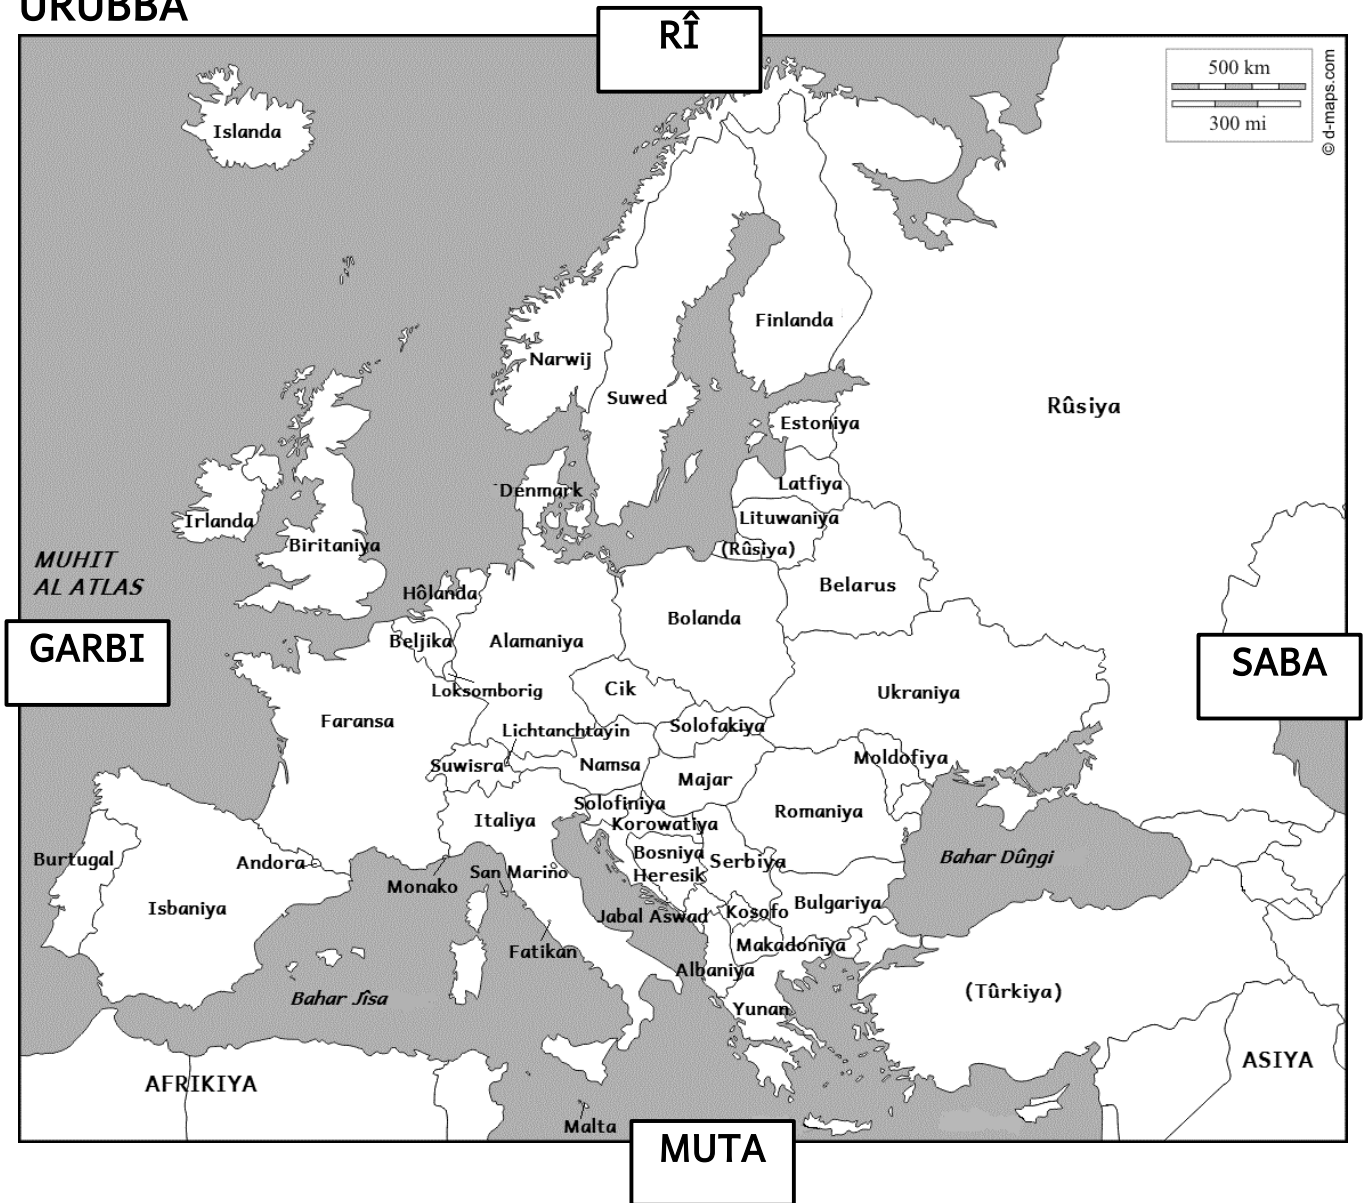 URUBBA
RÎ
500 km
300 mi
© d-maps.com
Islanda
Finlanda
Narwij
Suwed
Rûsiya
Estoniya
Latfiya
Denmark
Lituwaniya
Irlanda
Biritaniya
(Rûsiya)
MUHIT
AL ATLAS
Belarus
Hôlanda
Bolanda
Beljika
Alamaniya
GARBI
SABA
Loksomborig
Cik
Ukraniya
Faransa
Lichtanchtayin
Solofakiya
Suwisra
Namsa
Moldofiya
Majar
Solofiniya
Romaniya
Italiya
Korowatiya
Burtugal
Andora
Bosniya
Heresik
Serbiya
Bahar Dûŋgi
San Mariño
Monako
Isbaniya
Jabal Aswad
Kosofo
Bulgariya
Fatikan
Makadoniya
Albaniya
Bahar Jîsa
(Tûrkiya)
Yunan
AFRIKIYA
ASIYA
Malta
MUTA